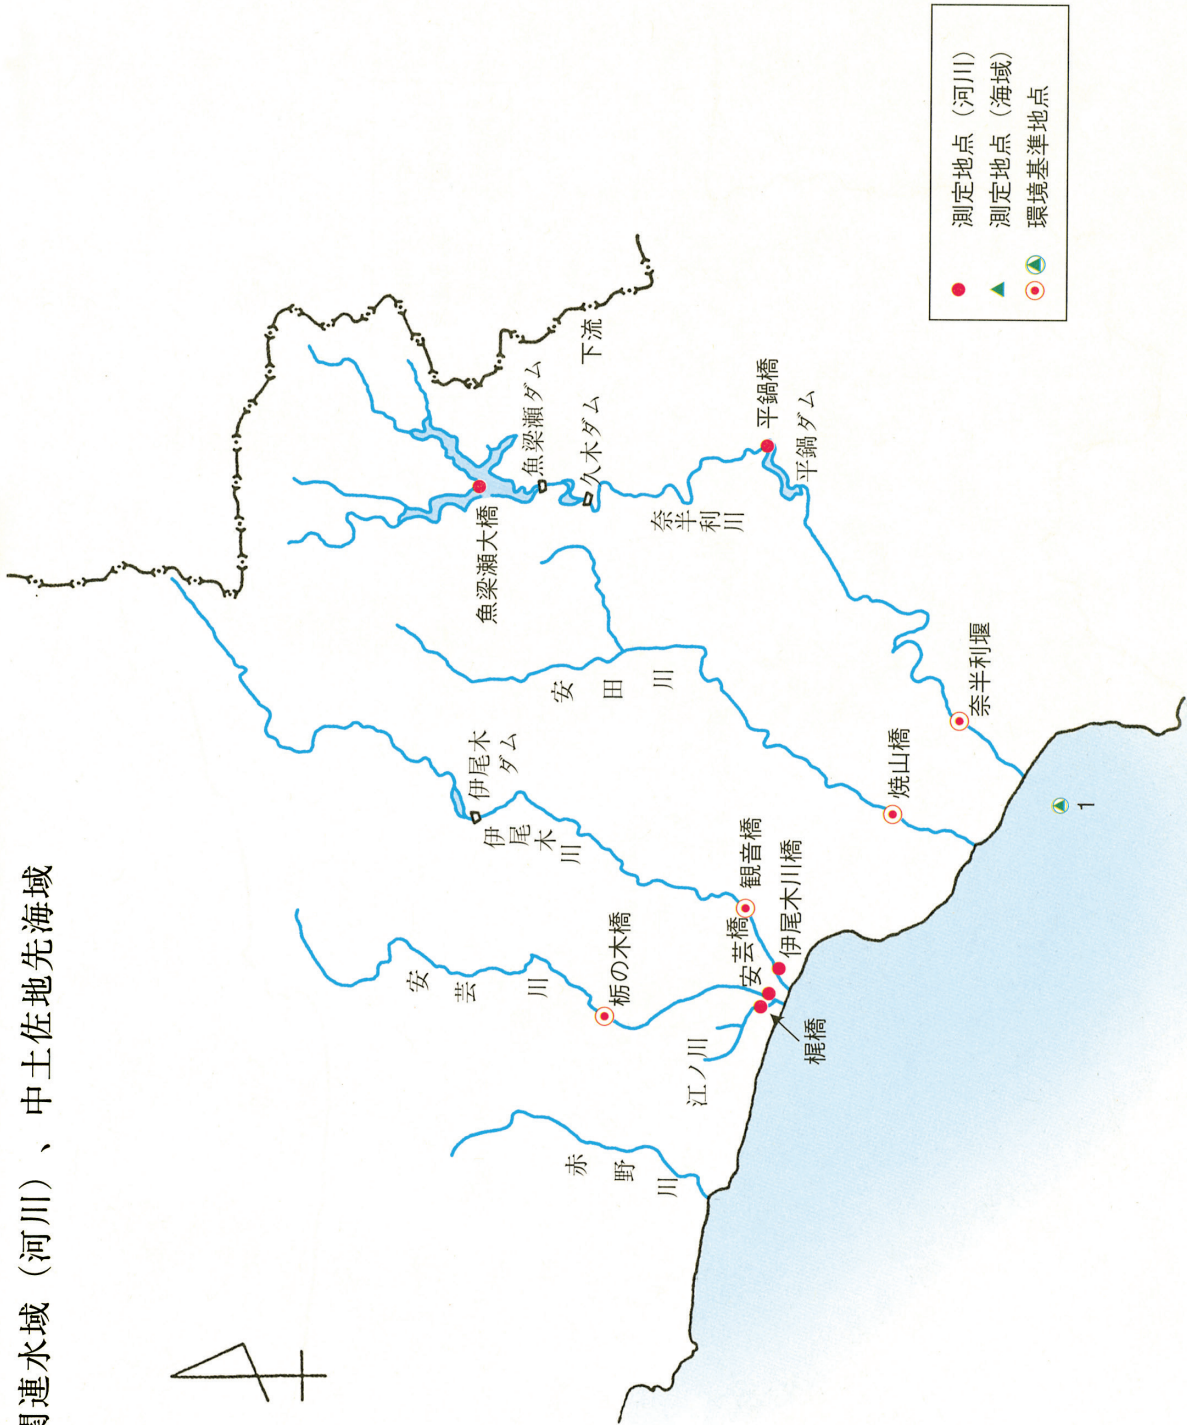 連水域（河川）、中土佐地先海域
測定地点（河川）
測定地点（海域）
環境基準地点
魚梁瀬大橋
魚梁瀬ダム
久木ダム 下流
奈半利川
平鍋橋
平鍋ダム
奈半利堰
安田川
焼山橋
伊尾木
ダム
伊尾木川
観音橋
伊尾木川橋
安芸川
栃の木橋
安芸橋
江ノ川
梶橋
赤野川
1